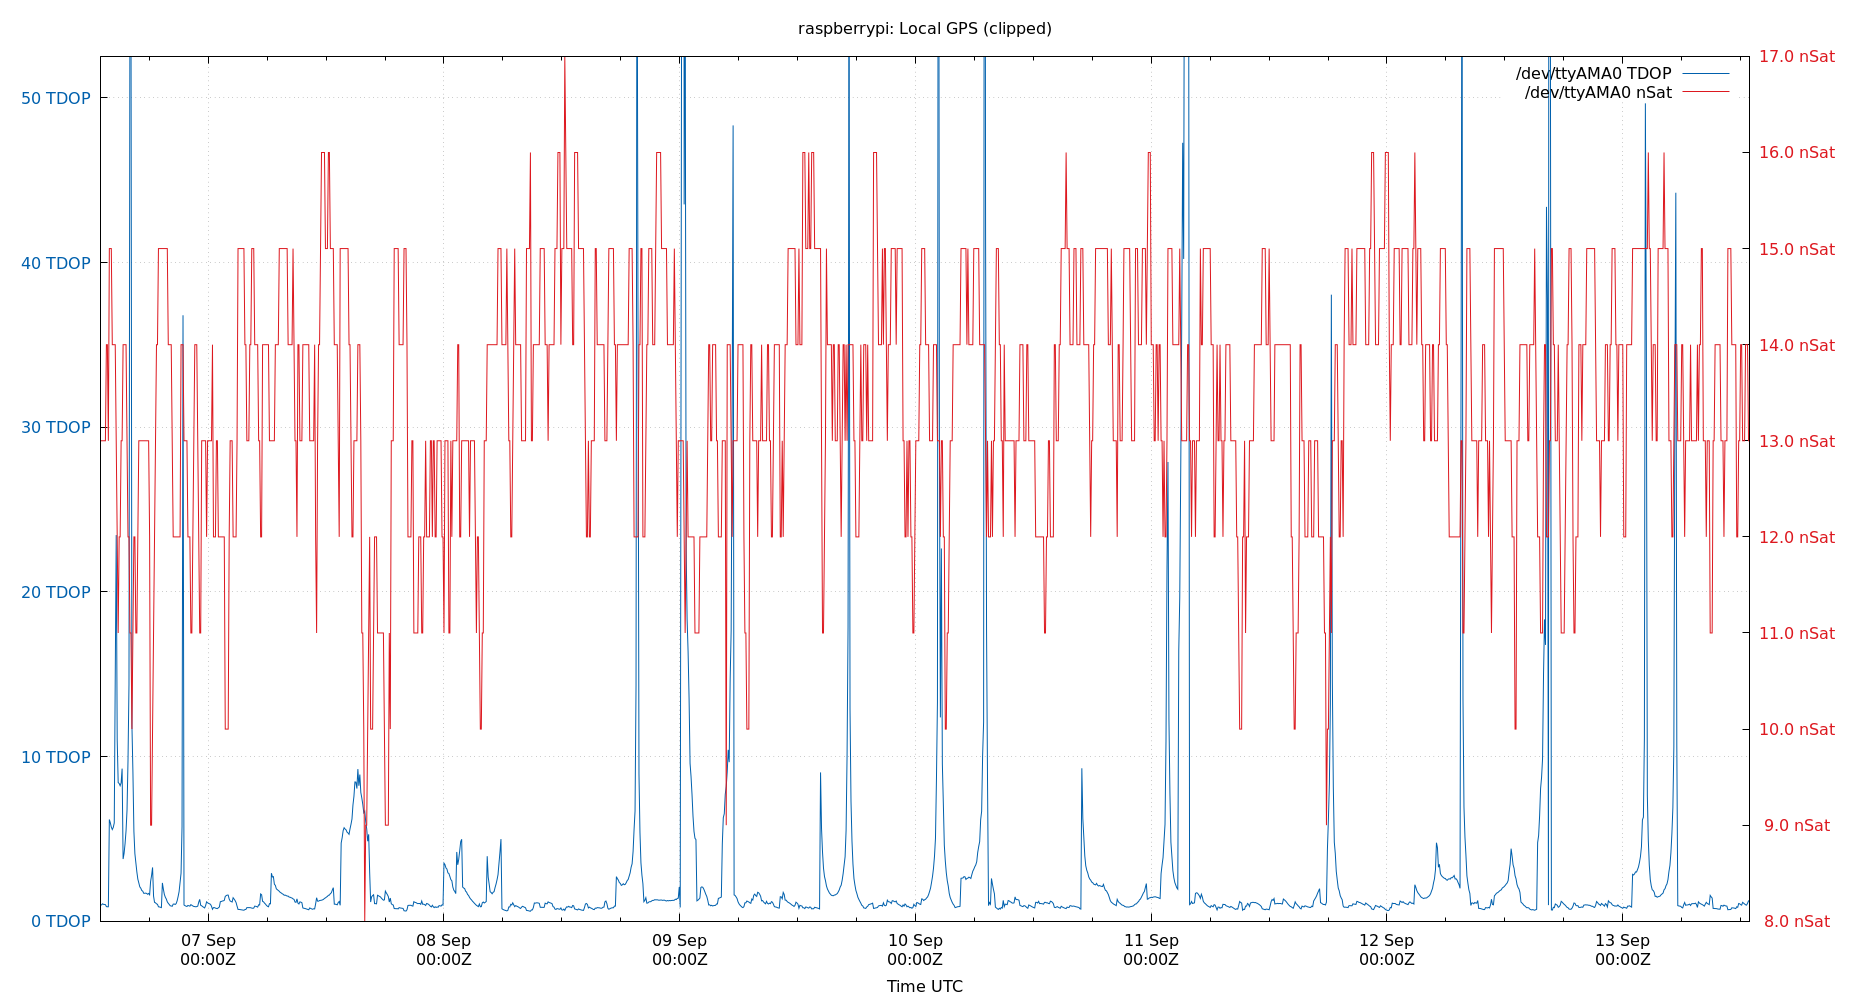 raspberrypi: Local GPS (clipped)
17.0 nSat
/dev/ttyAMA0 TDOP
/dev/ttyAMA0 nSat
50 TDOP
16.0 nSat
40 TDOP
15.0 nSat
14.0 nSat
30 TDOP
13.0 nSat
12.0 nSat
20 TDOP
11.0 nSat
10 TDOP
10.0 nSat
9.0 nSat
0 TDOP
8.0 nSat
07 Sep 08 Sep 09 Sep 10 Sep 11 Sep 12 Sep 13 Sep
00:00Z 00:00Z 00:00Z 00:00Z 00:00Z 00:00Z 00:00Z
Time UTC